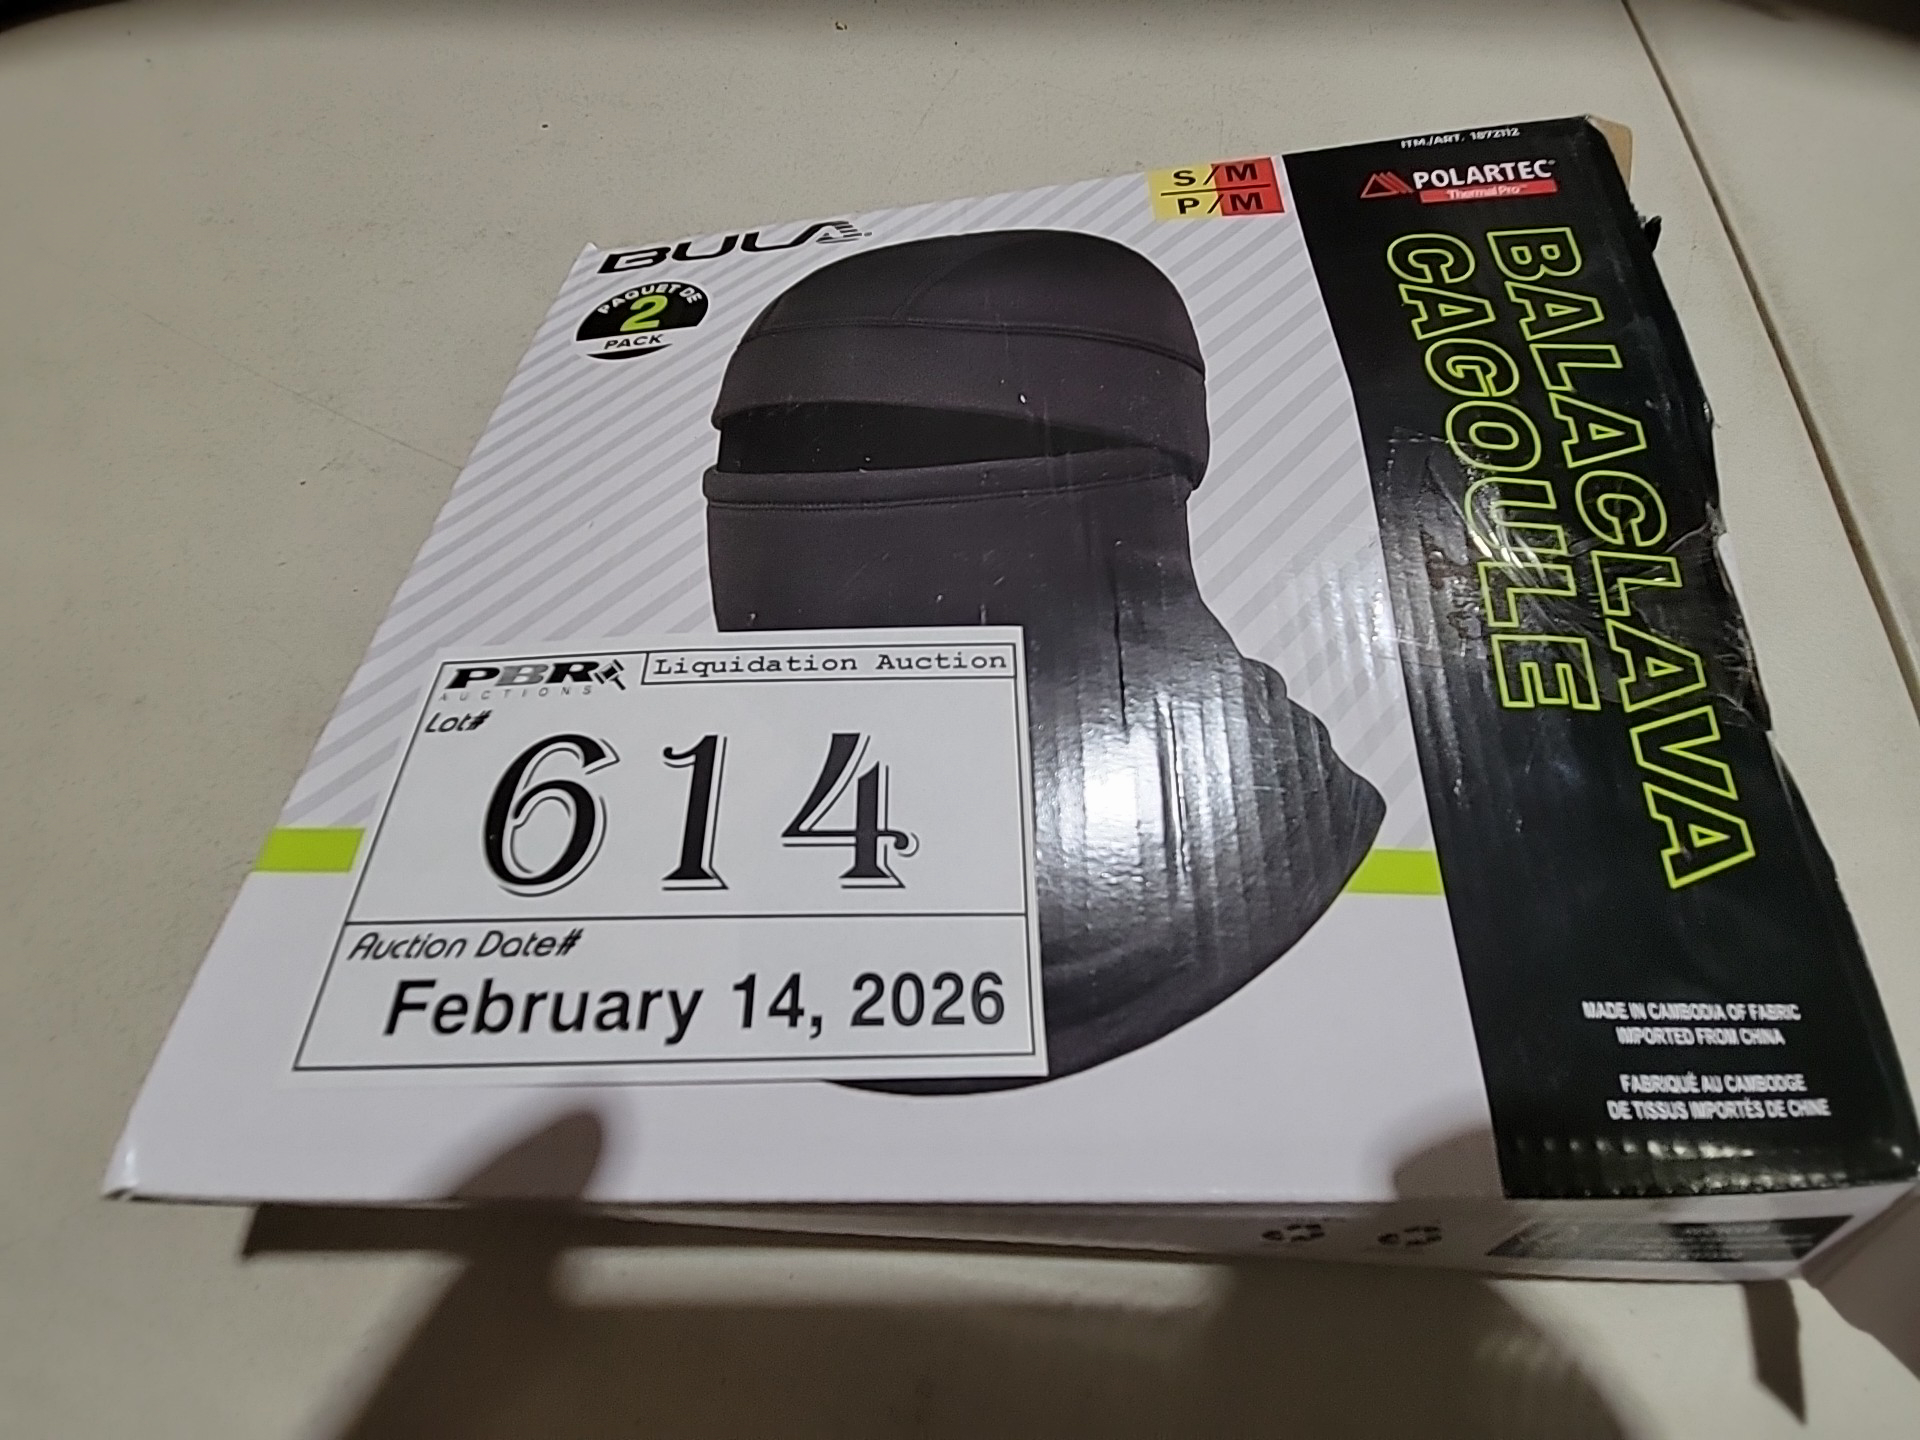 ITM./ART. 1872112
POLARTEC
Thermal Pro™
S/M
P/M
BULA
PAQUET DE
2
PACK
BALACLAVA
CAGOULE
PBR
AUCTIONS
Liquidation Auction
Lot#
614
Auction Date#
February 14, 2026
MADE IN CAMBODIA OF FABRIC
IMPORTED FROM CHINA
FABRIQUÉ AU CAMBODGE
DE TISSUS IMPORTÉS DE CHINE